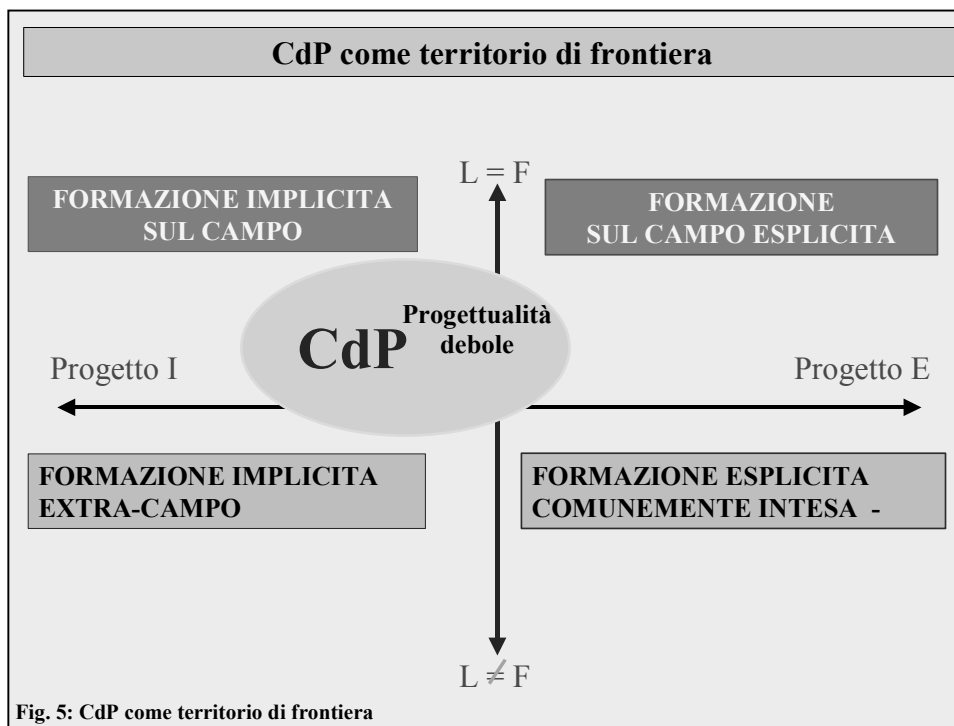 CdP come territorio di frontiera
L = F
FORMAZIONE IMPLICITA
SUL CAMPO
FORMAZIONE
SUL CAMPO ESPLICITA
CdP
Progettualità
debole
Progetto I
Progetto E
FORMAZIONE IMPLICITA
EXTRA-CAMPO
FORMAZIONE ESPLICITA
COMUNEMENTE INTESA -
L ≠ F
Fig. 5: CdP come territorio di frontiera